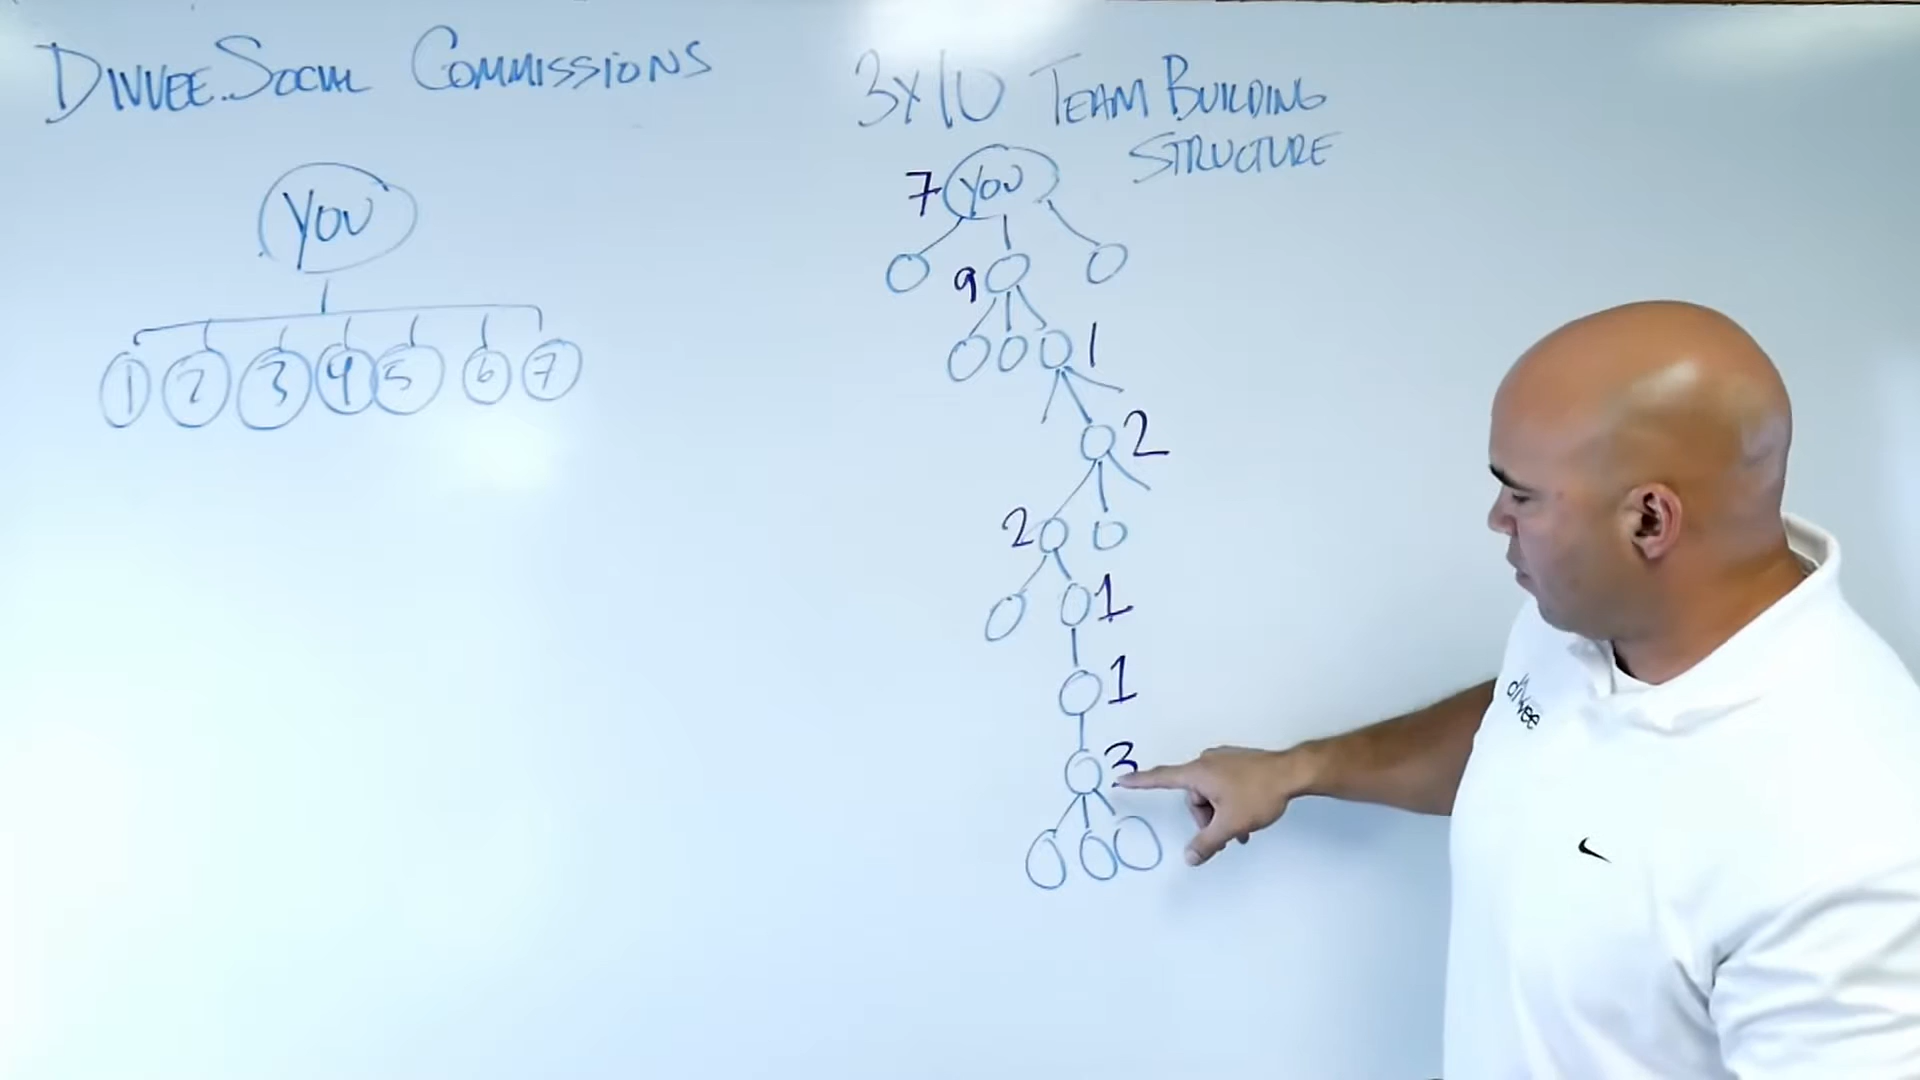 DIVVEE.SOCIAL COMMISSIONS
YOU
1 2 3 4 5 6 7
3x10 TEAM BUILDING
STRUCTURE
7 YOU
9
1
2
2
1
1
3
divvee